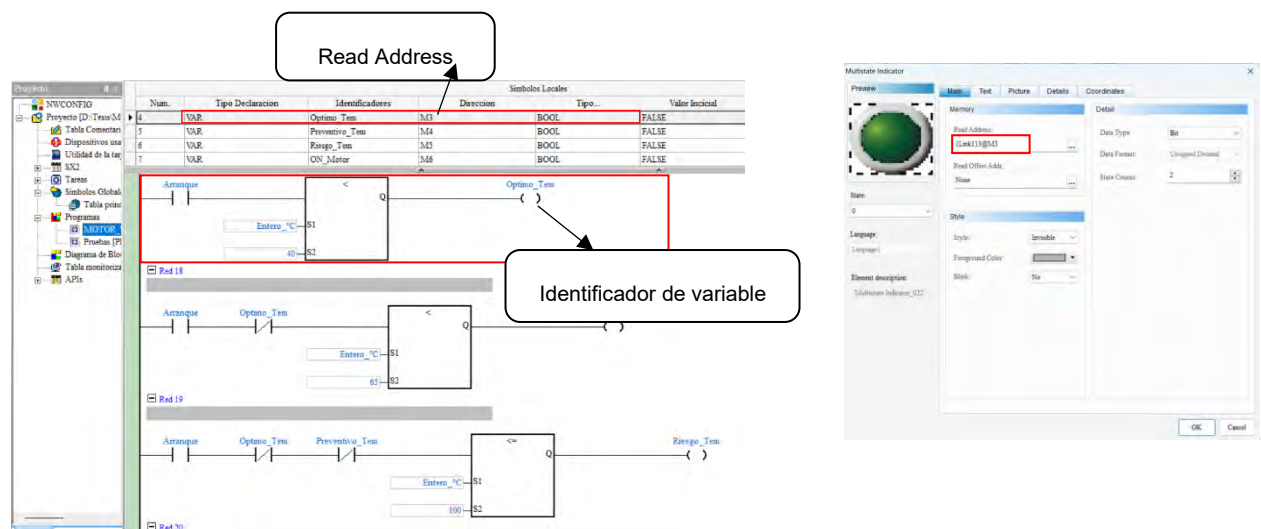 Read Address
Proyecto
NWCONFIG
Proyecto [D:\Tesis\M
Tabla Comentari
Dispositivos usa
Utilidad de la tar
SX2
Tareas
Simbolos Global
Tabla princ
Programas
MOTOR_
Pruebas [Pl
Diagrama de Blo
Tabla monitoriza
APIs
Simbolos Locales
Num. Tipo Declaracion Identificadores Direccion Tipo... Valor Incicial
4 VAR Optimo_Tem M3 BOOL FALSE
5 VAR Preventivo_Tem M4 BOOL FALSE
6 VAR Riesgo_Tem M5 BOOL FALSE
7 VAR ON_Motor M6 BOOL FALSE
Arranque < Optimo_Tem
Q
Entero_°C S1
40 S2
Identificador de variable
Red 18
Arranque Optimo_Tem <
Q
Entero_°C S1
65 S2
Red 19
Arranque Optimo_Tem Preventivo_Tem <= Riesgo_Tem
Q
Entero_°C S1
100 S2
Red 20
Multistate Indicator
Preview
State:
0
Language:
Language1
Element description:
Multistate Indicator_022
Main Text Picture Details Coordinates
Memory
Read Address:
{Link1}3@M3
...
Read Offset Addr.
None
...
Style
Style: Invisible
Foreground Color:
Blink: No
Detail
Data Type: Bit
Data Format: Unsigned Decimal
State Counts: 2
OK Cancel